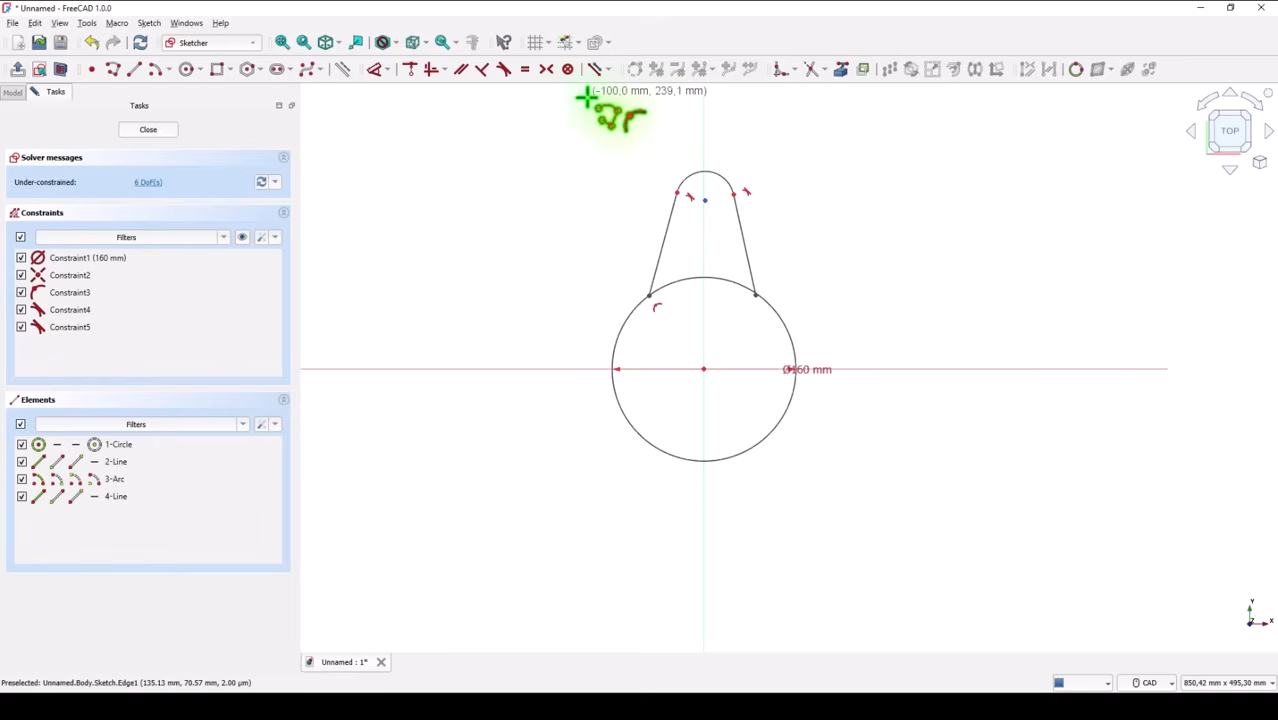 * Unnamed - FreeCAD 1.0.0
File Edit View Tools Macro Sketch Windows Help
Sketcher
Model Tasks
Tasks
Close
Solver messages
Under-constrained: 6 DoF(s)
Constraints
Filters
Constraint1 (160 mm)
Constraint2
Constraint3
Constraint4
Constraint5
Elements
Filters
1-Circle
2-Line
3-Arc
4-Line
(-100,0 mm, 239,1 mm)
TOP
Ø160 mm
Y
Z X
Unnamed : 1*
Preselected: Unnamed.Body.Sketch.Edge1 (135.13 mm, 70.57 mm, 2.00 µm)
CAD
850,42 mm x 495,30 mm